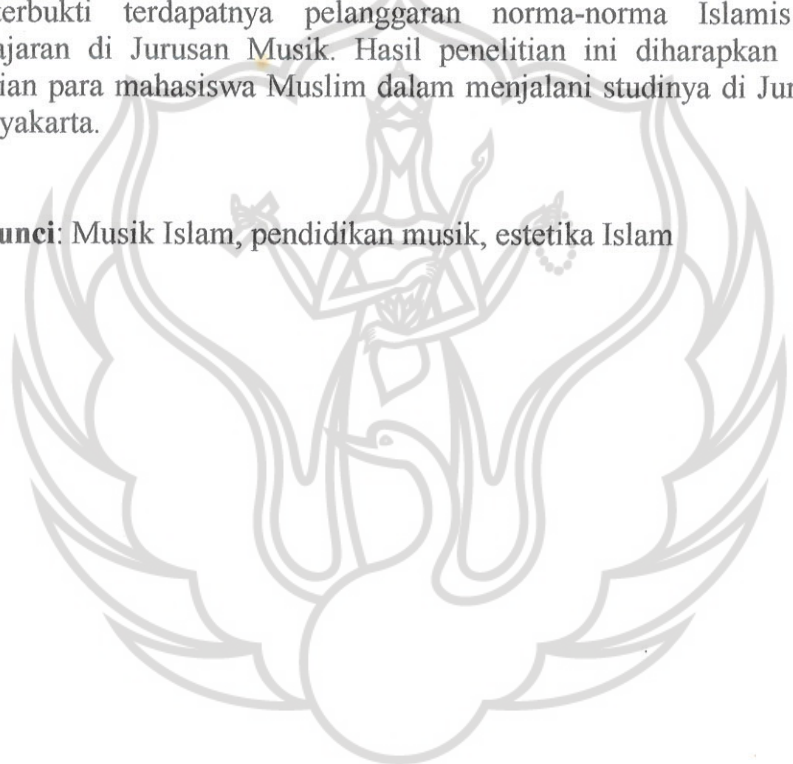 terbukti terdapatnya pelanggaran norma-norma Islamis
ajaran di Jurusan Musik. Hasil penelitian ini diharapkan
ian para mahasiswa Muslim dalam menjalani studinya di Jur
yakarta.
unci: Musik Islam, pendidikan musik, estetika Islam